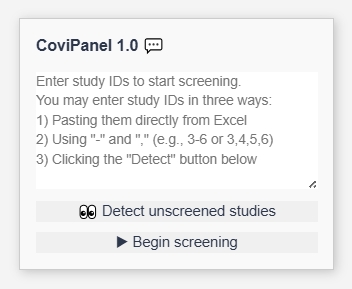 CoviPanel 1.0 💬
Enter study IDs to start screening.
You may enter study IDs in three ways:
1) Pasting them directly from Excel
2) Using "-" and "," (e.g., 3-6 or 3,4,5,6)
3) Clicking the "Detect" button below
👀 Detect unscreened studies
▶ Begin screening